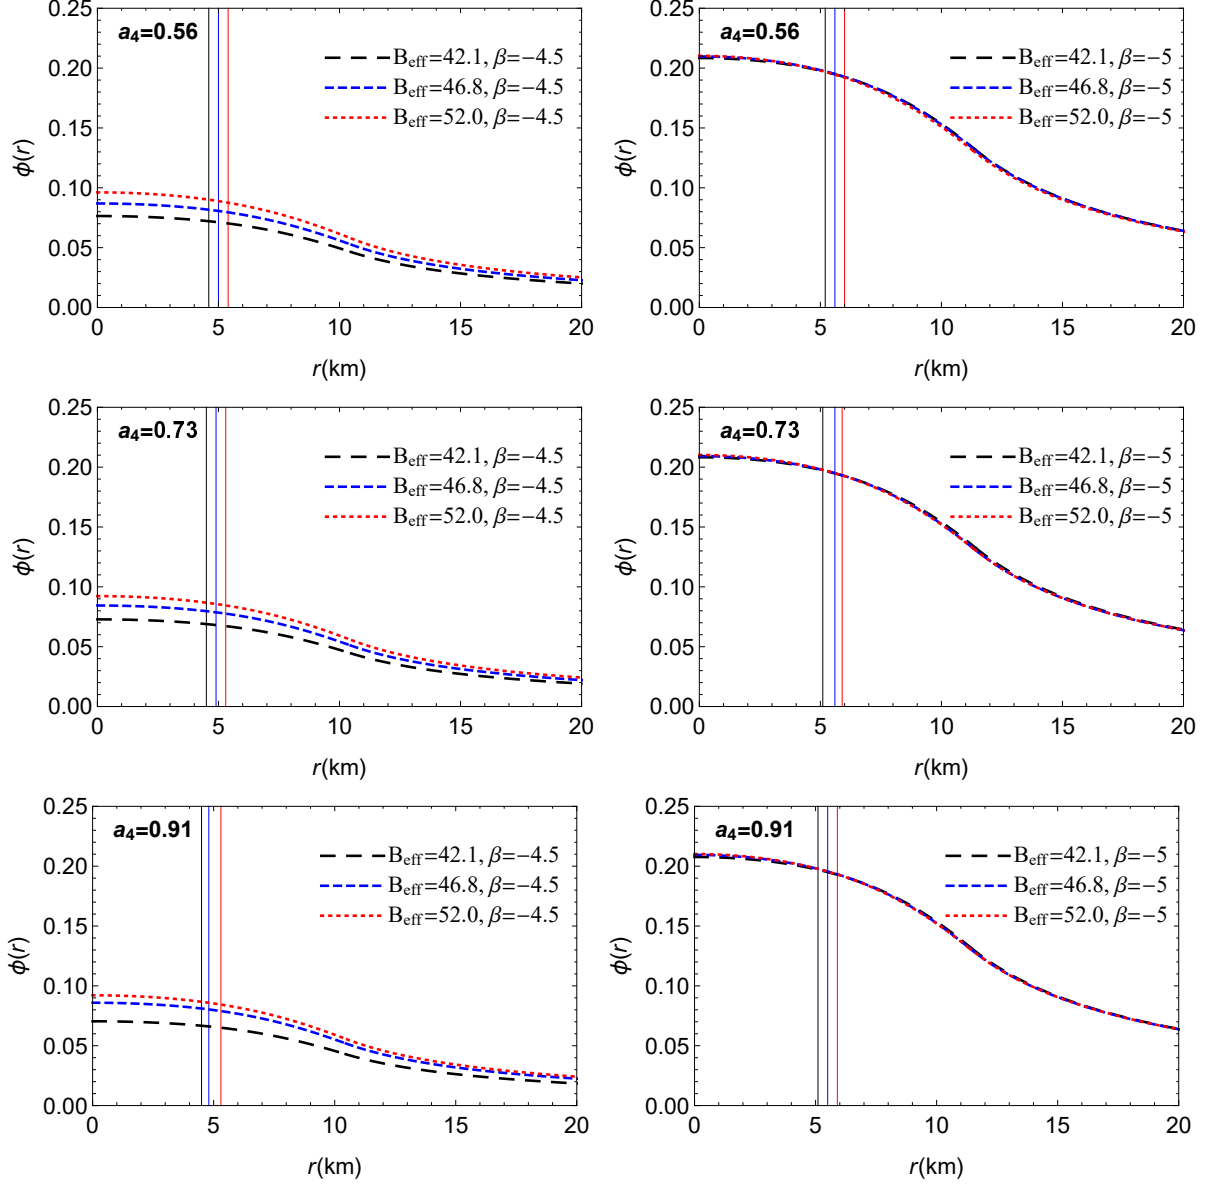 a₄=0.56
B_eff=42.1, β=−4.5
B_eff=46.8, β=−4.5
B_eff=52.0, β=−4.5
0.25
0.20
0.15
0.10
0.05
0.00
ϕ(r)
0 5 10 15 20
r(km)
a₄=0.56
B_eff=42.1, β=−5
B_eff=46.8, β=−5
B_eff=52.0, β=−5
0.25
0.20
0.15
0.10
0.05
0.00
ϕ(r)
0 5 10 15 20
r(km)
a₄=0.73
B_eff=42.1, β=−4.5
B_eff=46.8, β=−4.5
B_eff=52.0, β=−4.5
0.25
0.20
0.15
0.10
0.05
0.00
ϕ(r)
0 5 10 15 20
r(km)
a₄=0.73
B_eff=42.1, β=−5
B_eff=46.8, β=−5
B_eff=52.0, β=−5
0.25
0.20
0.15
0.10
0.05
0.00
ϕ(r)
0 5 10 15 20
r(km)
a₄=0.91
B_eff=42.1, β=−4.5
B_eff=46.8, β=−4.5
B_eff=52.0, β=−4.5
0.25
0.20
0.15
0.10
0.05
0.00
ϕ(r)
0 5 10 15 20
r(km)
a₄=0.91
B_eff=42.1, β=−5
B_eff=46.8, β=−5
B_eff=52.0, β=−5
0.25
0.20
0.15
0.10
0.05
0.00
ϕ(r)
0 5 10 15 20
r(km)